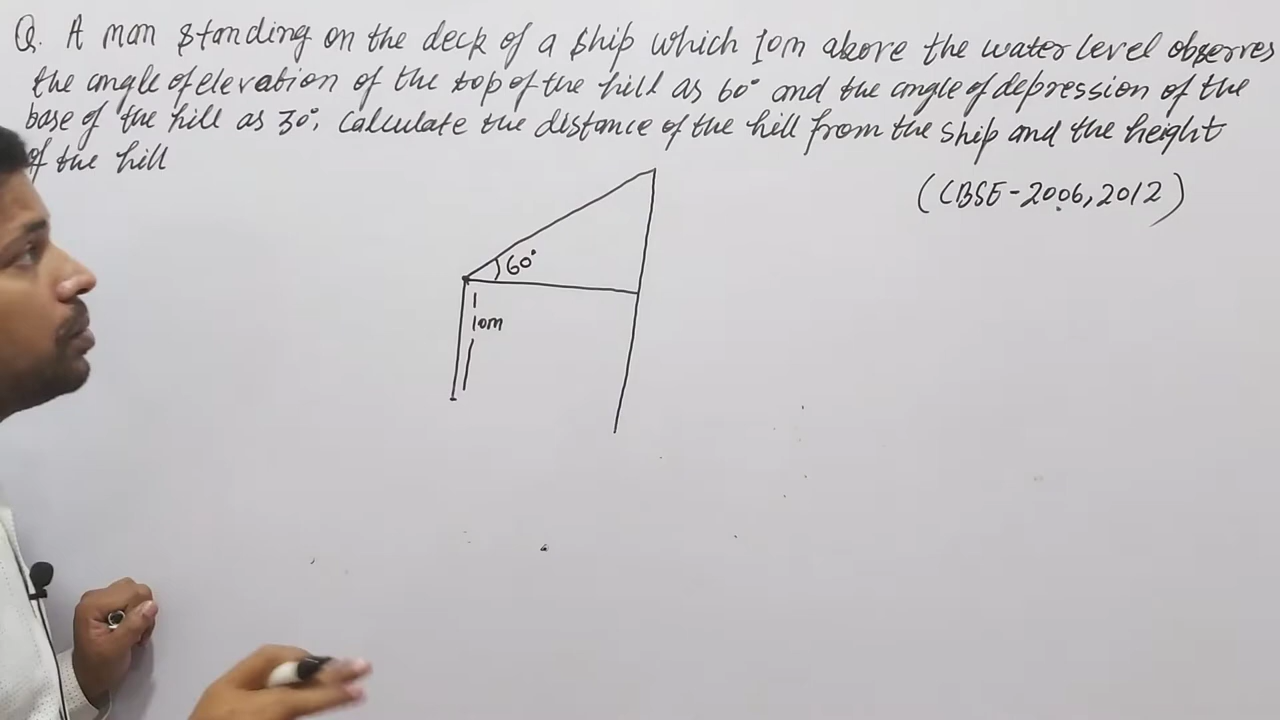 Q. A man standing on the deck of a ship which 10m above the water level observes
the angle of elevation of the top of the hill as 60° and the angle of depression of the
base of the hill as 30°, Calculate the distance of the hill from the ship and the height
of the hill
(CBSE-2006,2012)
60°
10m